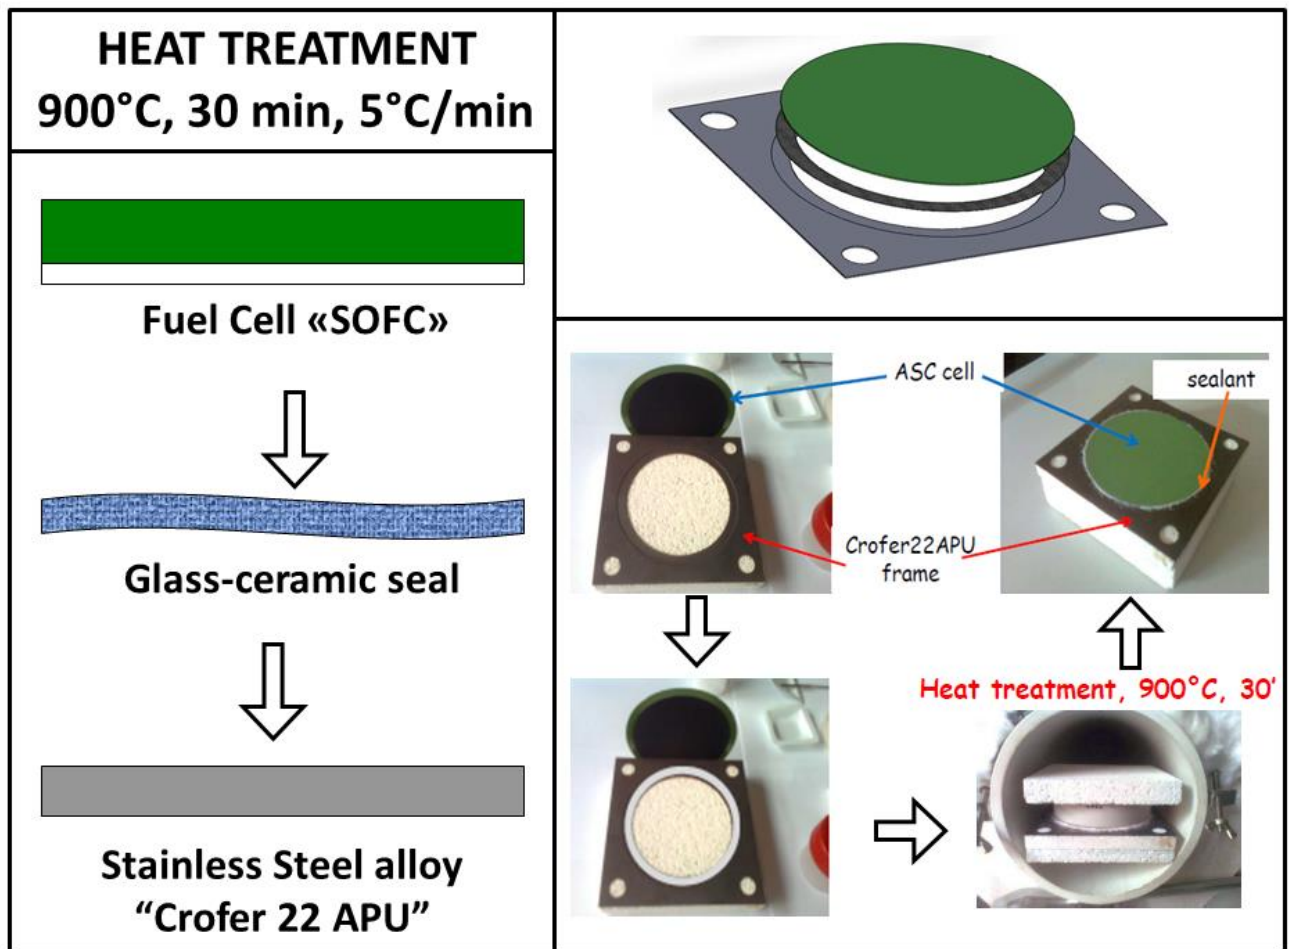 HEAT TREATMENT
900°C, 30 min, 5°C/min
Fuel Cell «SOFC»
Glass-ceramic seal
Stainless Steel alloy
“Crofer 22 APU”
ASC cell
sealant
Crofer22APU
frame
Heat treatment, 900°C, 30'